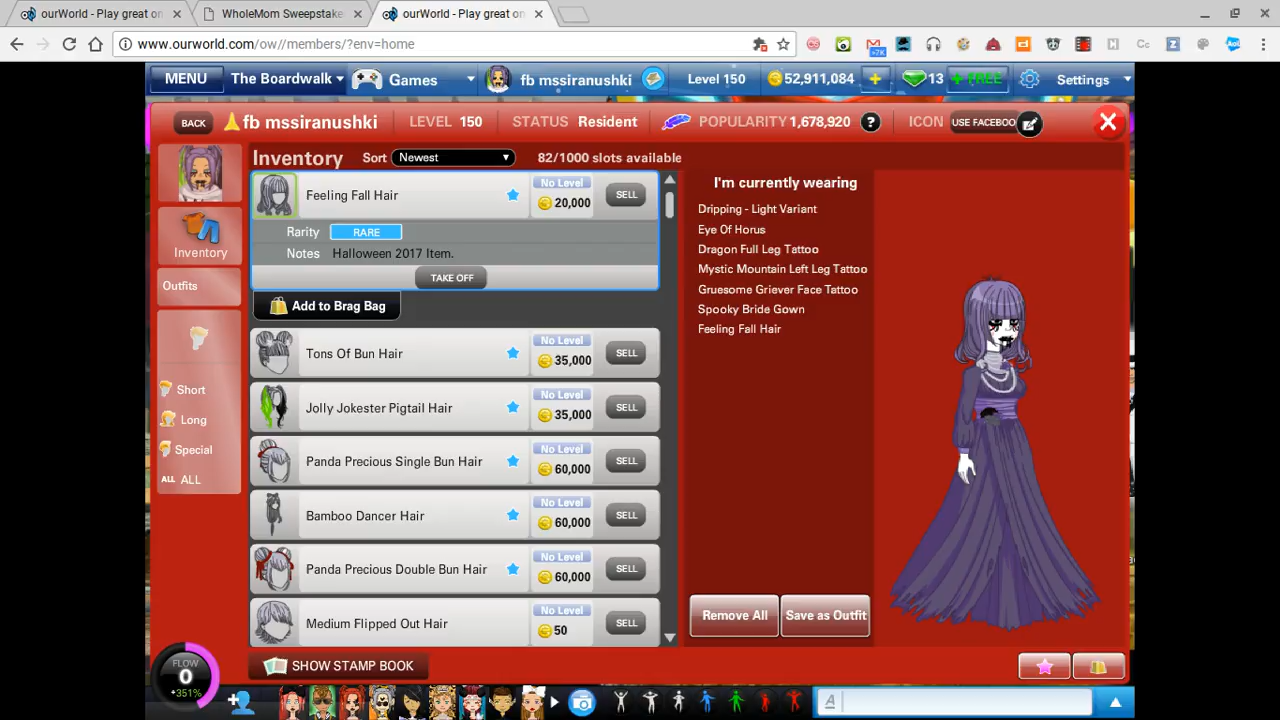 ourWorld - Play great on
WholeMom Sweepstake
ourWorld - Play great on
www.ourworld.com/ow//members/?env=home
+7K
Cc
Z
Aol
MENU
The Boardwalk
Games
fb mssiranushki
Level 150
52,911,084
+
13
+ FREE
Settings
BACK
fb mssiranushki
LEVEL 150
STATUS Resident
POPULARITY 1,678,920
?
ICON
USE FACEBOO
Inventory
Sort
Newest
82/1000 slots available
Feeling Fall Hair
No Level
20,000
SELL
Rarity
RARE
Notes
Halloween 2017 Item.
TAKE OFF
Add to Brag Bag
Tons Of Bun Hair
No Level
35,000
SELL
Jolly Jokester Pigtail Hair
No Level
35,000
SELL
Panda Precious Single Bun Hair
No Level
60,000
SELL
Bamboo Dancer Hair
No Level
60,000
SELL
Panda Precious Double Bun Hair
No Level
60,000
SELL
Medium Flipped Out Hair
No Level
50
SELL
Inventory
Outfits
Short
Long
Special
ALL ALL
I'm currently wearing
Dripping - Light Variant
Eye Of Horus
Dragon Full Leg Tattoo
Mystic Mountain Left Leg Tattoo
Gruesome Griever Face Tattoo
Spooky Bride Gown
Feeling Fall Hair
Remove All
Save as Outfit
SHOW STAMP BOOK
FLOW
0
+351%
A